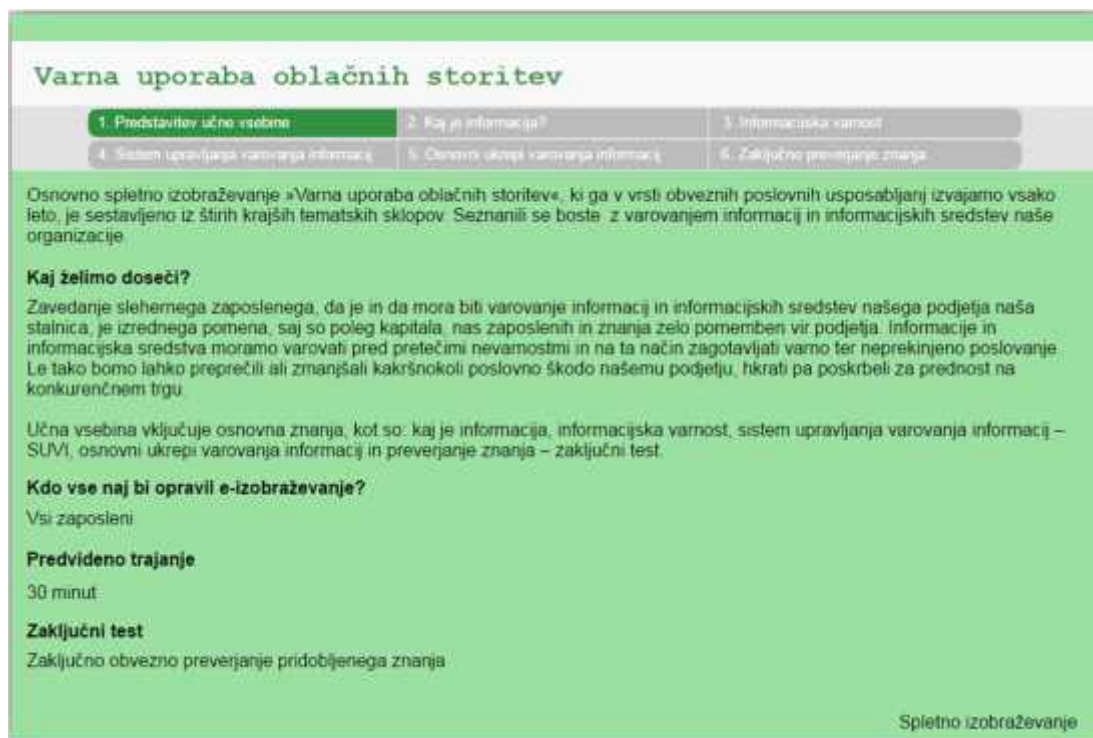 Varna uporaba oblačnih storitev
1. Predstavitev učne vsebine 2. Kaj je informacija? 3. Informacijska varnost
4. Sistem upravljanja varovanja informacij 5. Osnovni ukrepi varovanja informacij 6. Zaključno preverjanje znanja
Osnovno spletno izobraževanje »Varna uporaba oblačnih storitev«, ki ga v vrsti obveznih poslovnih usposabljanj izvajamo vsako
leto, je sestavljeno iz štirih krajših tematskih sklopov. Seznanili se boste z varovanjem informacij in informacijskih sredstev naše
organizacije.
Kaj želimo doseči?
Zavedanje slehernega zaposlenega, da je in da mora biti varovanje informacij in informacijskih sredstev našega podjetja naša
stalnica, je izrednega pomena, saj so poleg kapitala, nas zaposlenih in znanja zelo pomemben vir podjetja. Informacije in
informacijska sredstva moramo varovati pred pretečimi nevarnostmi in na ta način zagotavljati varno ter neprekinjeno poslovanje.
Le tako bomo lahko preprečili ali zmanjšali kakršnokoli poslovno škodo našemu podjetju, hkrati pa poskrbeli za prednost na
konkurenčnem trgu.
Učna vsebina vključuje osnovna znanja, kot so: kaj je informacija, informacijska varnost, sistem upravljanja varovanja informacij –
SUVI, osnovni ukrepi varovanja informacij in preverjanje znanja – zaključni test.
Kdo vse naj bi opravil e-izobraževanje?
Vsi zaposleni
Predvideno trajanje
30 minut
Zaključni test
Zaključno obvezno preverjanje pridobljenega znanja
Spletno izobraževanje